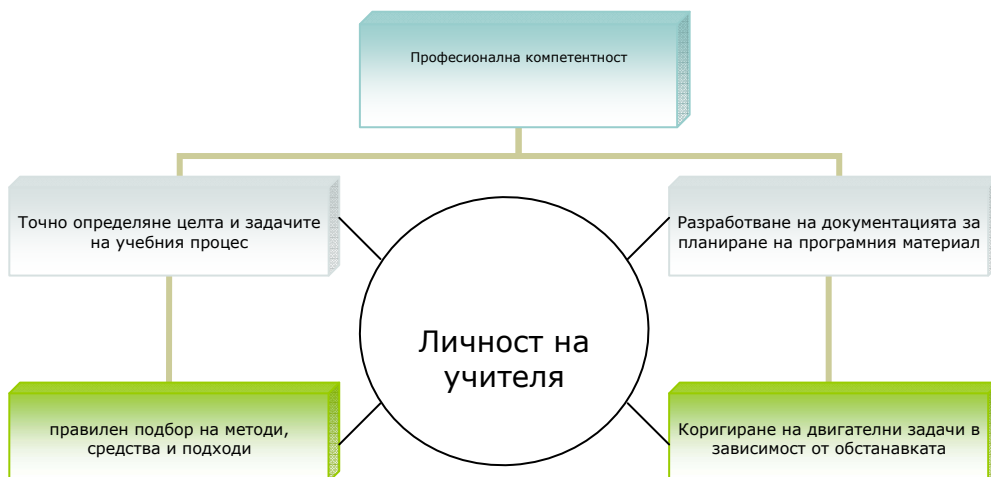 Професионална компетентност
Точно определяне целта и задачите
на учебния процес
Разработване на документацията за
планиране на програмния материал
Личност на
учителя
правилен подбор на методи,
средства и подходи
Коригиране на двигателни задачи в
зависимост от обстанавката